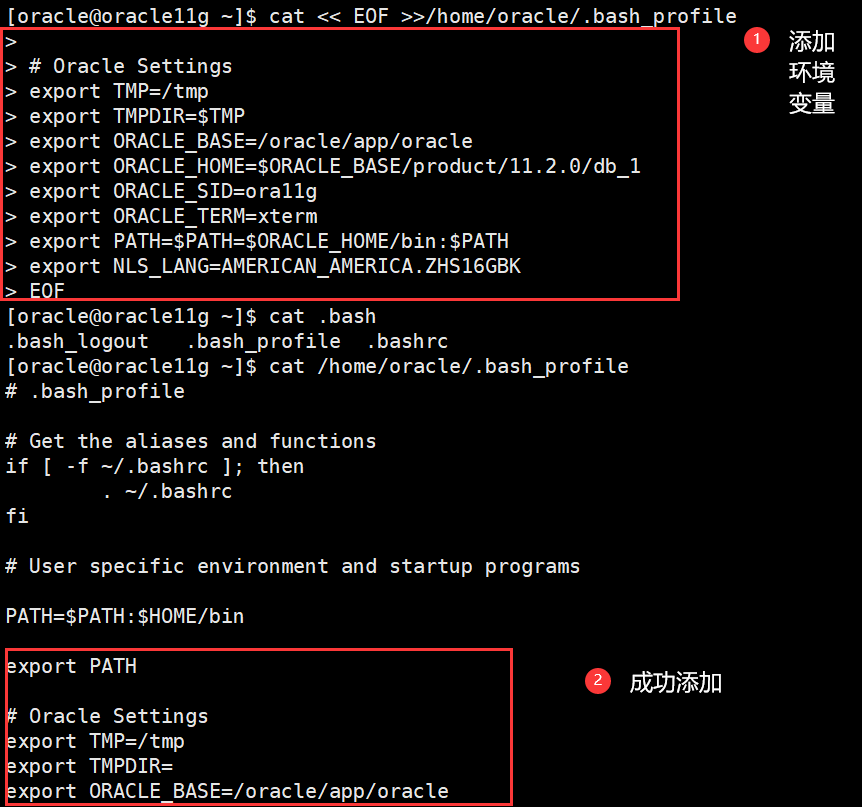 [oracle@oracle11g ~]$ cat << EOF >>/home/oracle/.bash_profile
>
> # Oracle Settings
> export TMP=/tmp
> export TMPDIR=$TMP
> export ORACLE_BASE=/oracle/app/oracle
> export ORACLE_HOME=$ORACLE_BASE/product/11.2.0/db_1
> export ORACLE_SID=ora11g
> export ORACLE_TERM=xterm
> export PATH=$PATH=$ORACLE_HOME/bin:$PATH
> export NLS_LANG=AMERICAN_AMERICA.ZHS16GBK
> EOF
1
添加
环境
变量
[oracle@oracle11g ~]$ cat .bash
.bash_logout   .bash_profile  .bashrc
[oracle@oracle11g ~]$ cat /home/oracle/.bash_profile
# .bash_profile
# Get the aliases and functions
if [ -f ~/.bashrc ]; then
        . ~/.bashrc
fi
# User specific environment and startup programs
PATH=$PATH:$HOME/bin
export PATH
# Oracle Settings
export TMP=/tmp
export TMPDIR=
export ORACLE_BASE=/oracle/app/oracle
2 成功添加